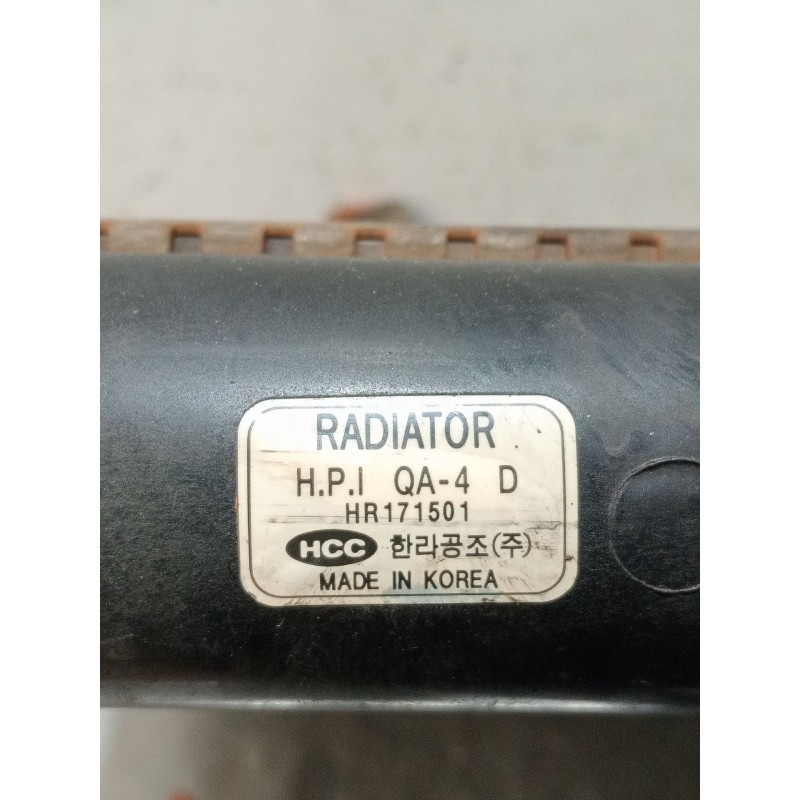 RADIATOR
H.P.I QA-4 D
HR171501
HCC 한라공조(주)
MADE IN KOREA